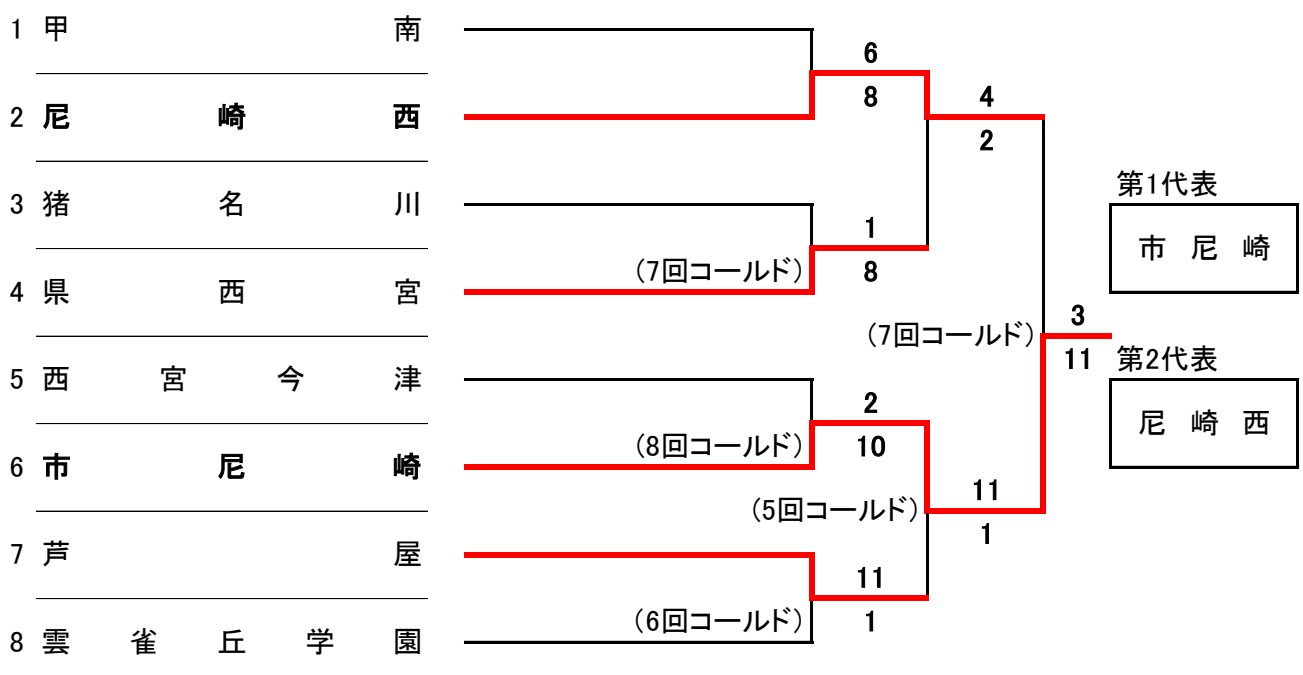 1 甲南
6
8
2 尼崎西
4
2
3 猪名川
第1代表
市尼崎
1
8
(7回コールド)
4 県西宮
3
11
(7回コールド)
第2代表
尼崎西
5 西宮今津
2
10
(8回コールド)
6 市尼崎
11
1
(5回コールド)
7 芦屋
11
1
(6回コールド)
8 雲雀丘学園